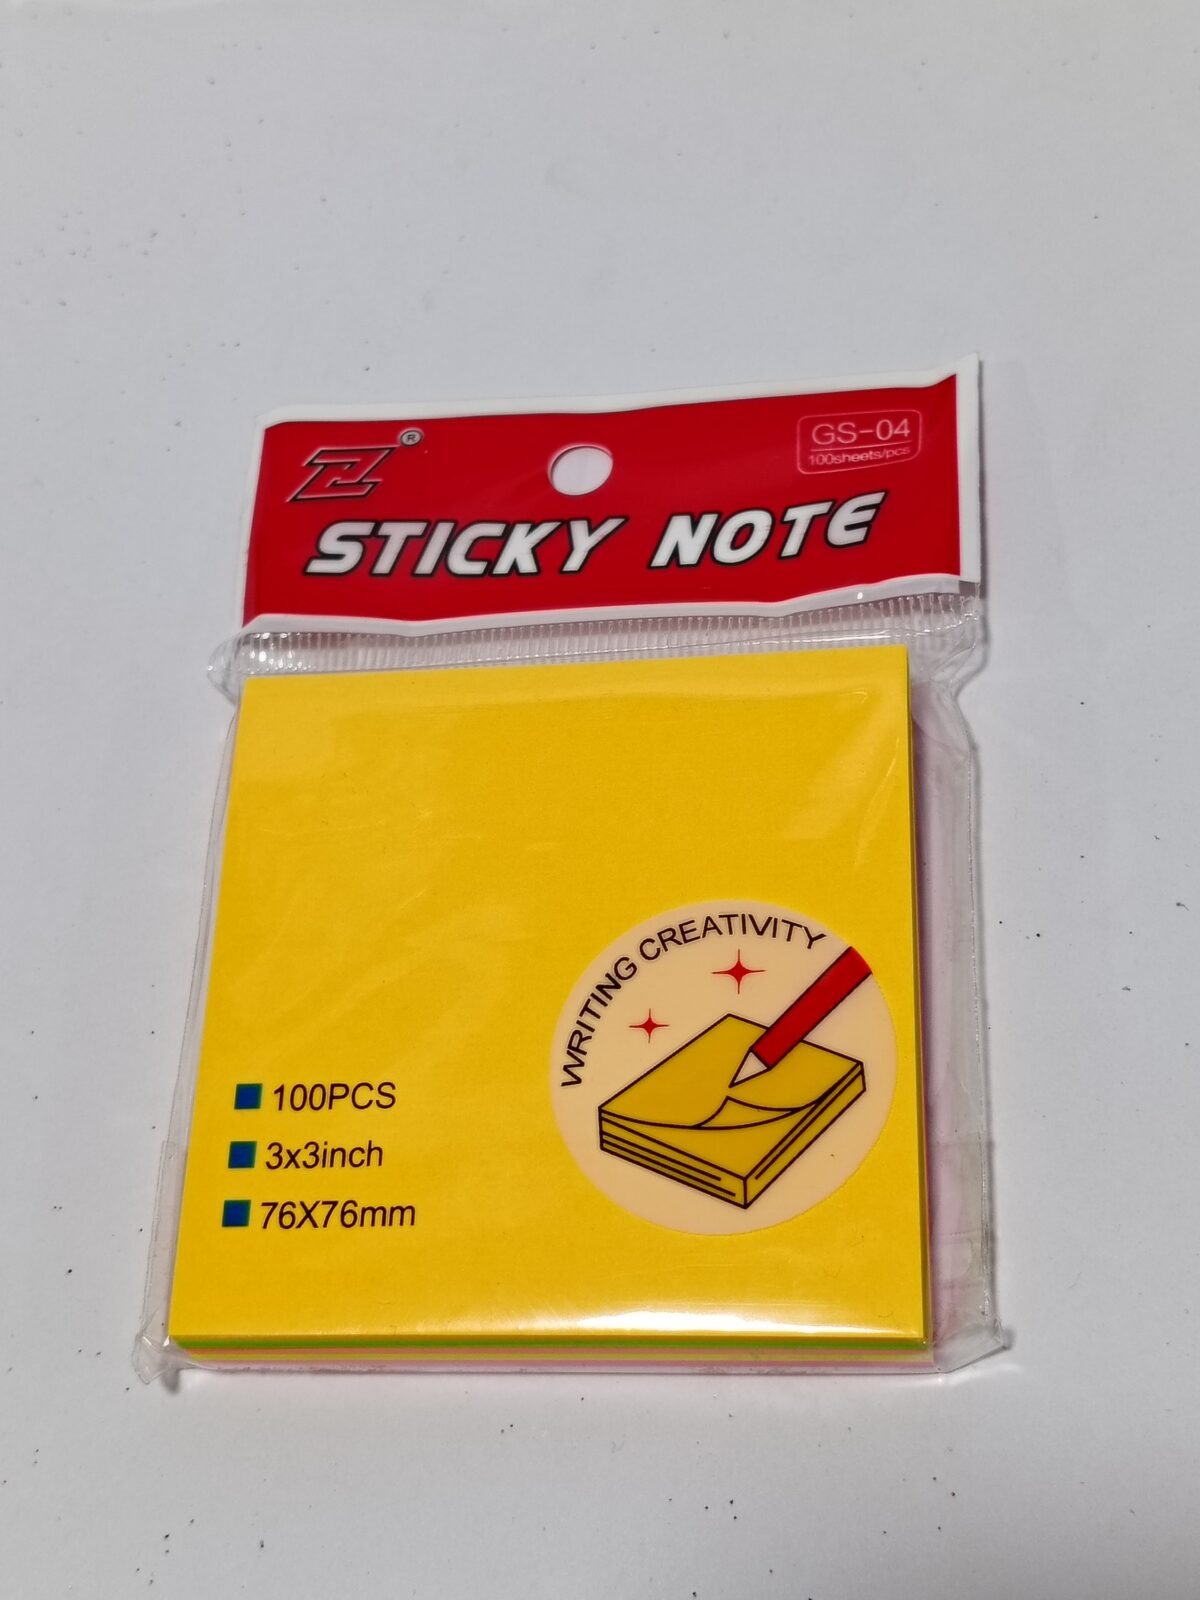 Z®
GS-04
100sheets/pcs
STICKY NOTE
WRITING CREATIVITY
100PCS
3x3inch
76X76mm